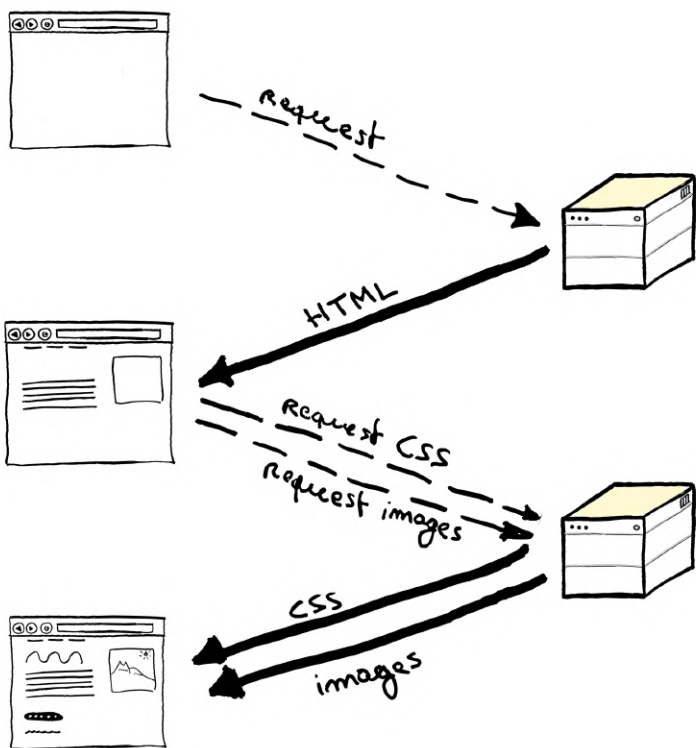 Request
HTML
Request CSS
Request images
CSS
images